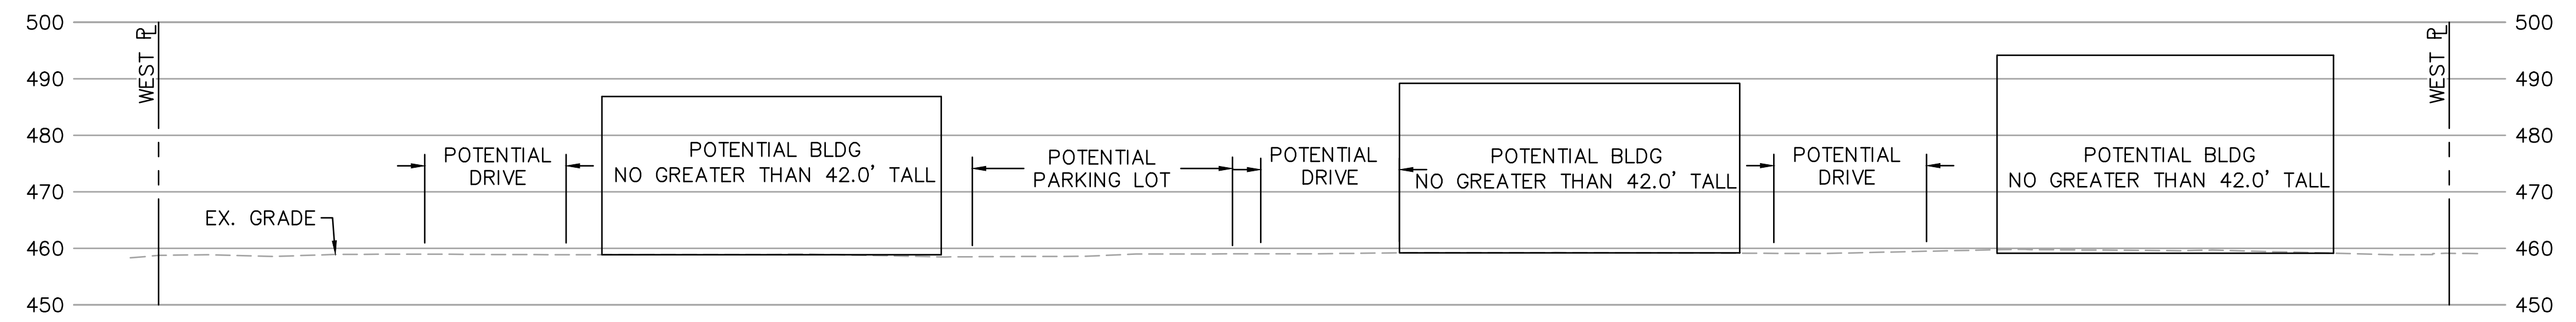 500
490
480
470
460
450
WEST PL
EX. GRADE
POTENTIAL
DRIVE
POTENTIAL BLDG
NO GREATER THAN 42.0' TALL
POTENTIAL
PARKING LOT
POTENTIAL
DRIVE
POTENTIAL BLDG
NO GREATER THAN 42.0' TALL
POTENTIAL
DRIVE
POTENTIAL BLDG
NO GREATER THAN 42.0' TALL
WEST PL
500
490
480
470
460
450